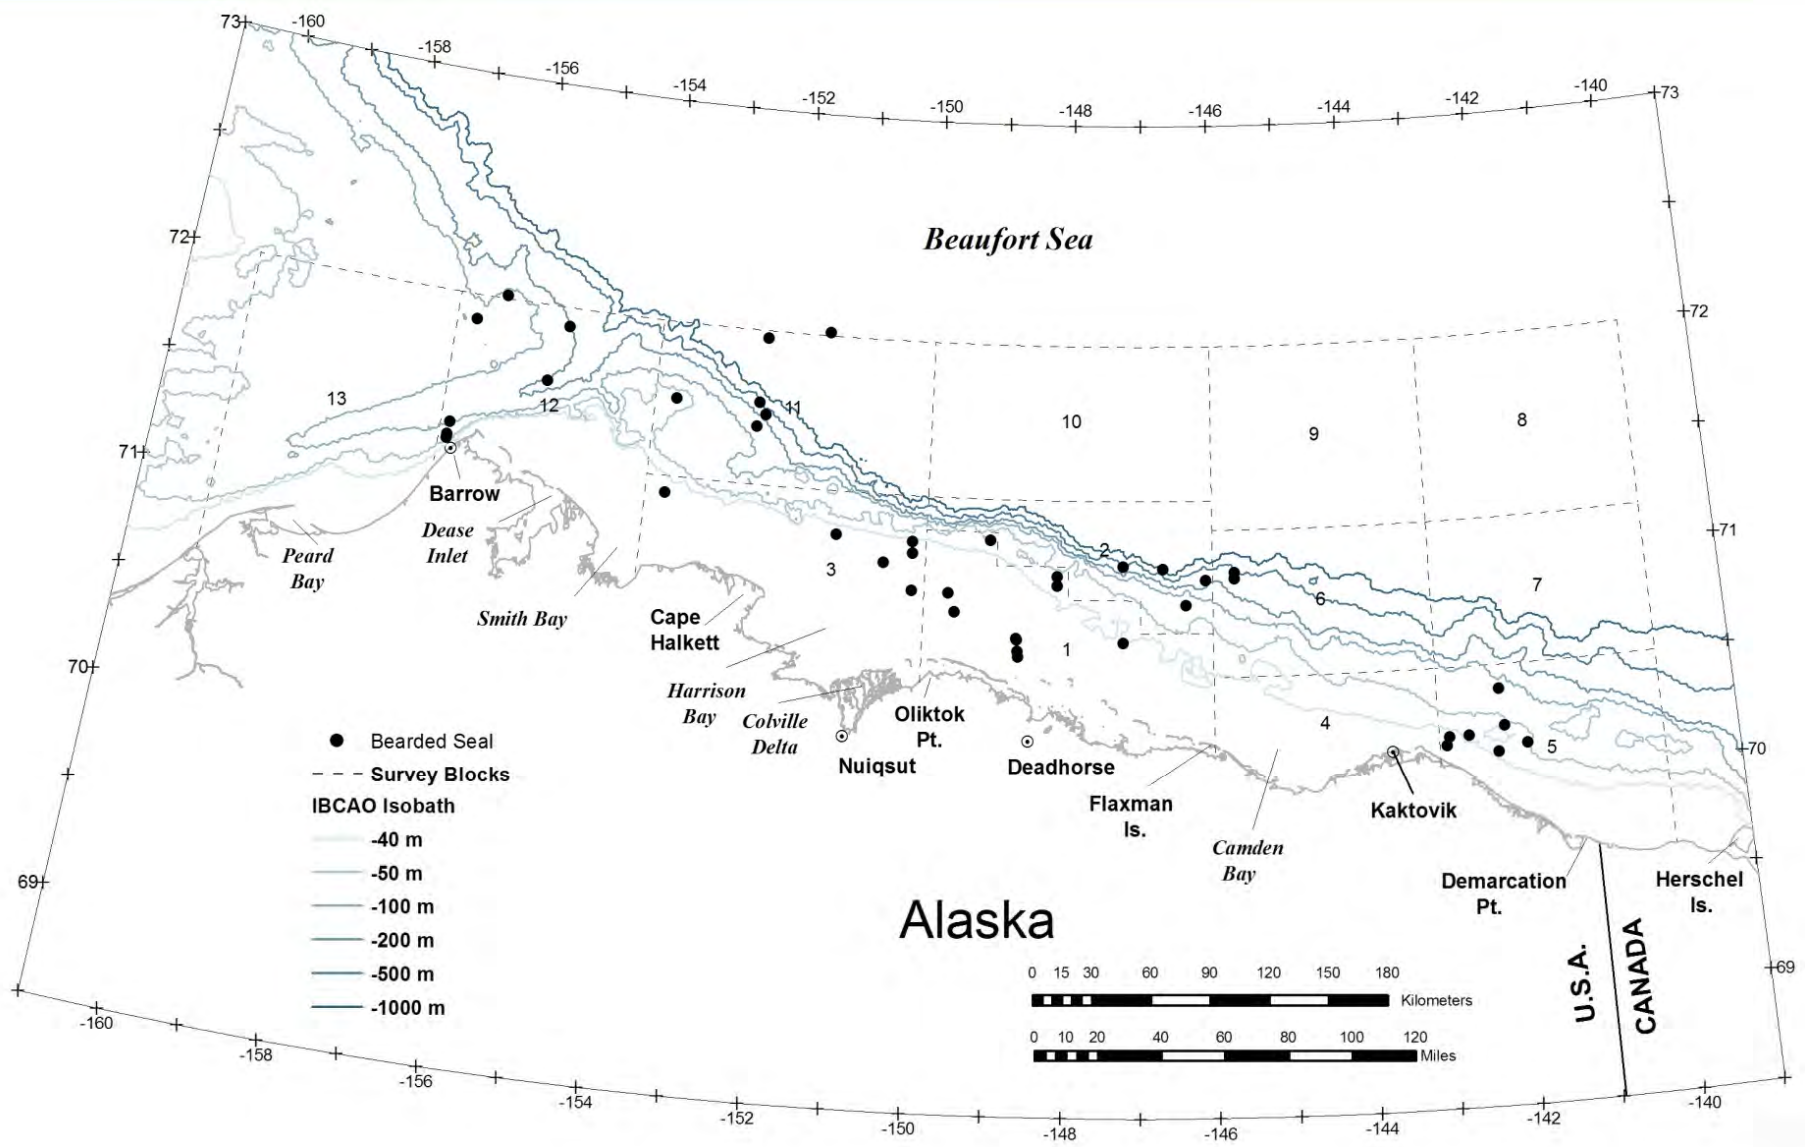 73
-160
-158
-156
-154
-152
-150
-148
-146
-144
-142
-140
73
72
Beaufort Sea
72
13
12
11
10
9
8
71
71
Barrow
Dease
Inlet
Peard
Bay
3
2
6
7
Smith Bay
Cape
Halkett
1
70
Harrison
Bay
Colville
Delta
Oliktok
Pt.
4
5
70
Nuiqsut
Deadhorse
Flaxman
Is.
Kaktovik
Camden
Bay
Demarcation
Pt.
Herschel
Is.
Bearded Seal
Survey Blocks
IBCAO Isobath
-40 m
-50 m
-100 m
-200 m
-500 m
-1000 m
69
Alaska
U.S.A.
CANADA
69
0 15 30 60 90 120 150 180
Kilometers
0 10 20 40 60 80 100 120
Miles
-160
-158
-156
-154
-152
-150
-148
-146
-144
-142
-140